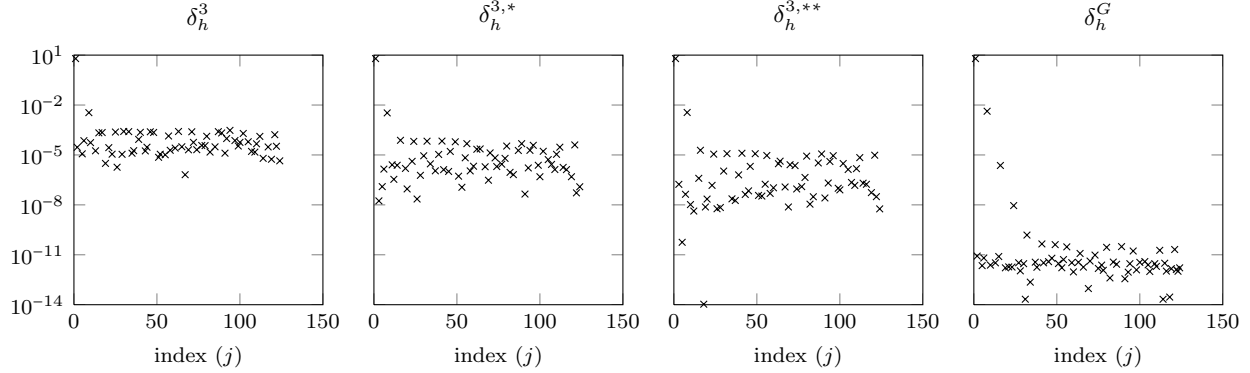 δ_h^3 δ_h^{3,*} δ_h^{3,**} δ_h^G
10^1
10^{-2}
10^{-5}
10^{-8}
10^{-11}
10^{-14}
0 50 100 150 0 50 100 150 0 50 100 150 0 50 100 150
index (j) index (j) index (j) index (j)